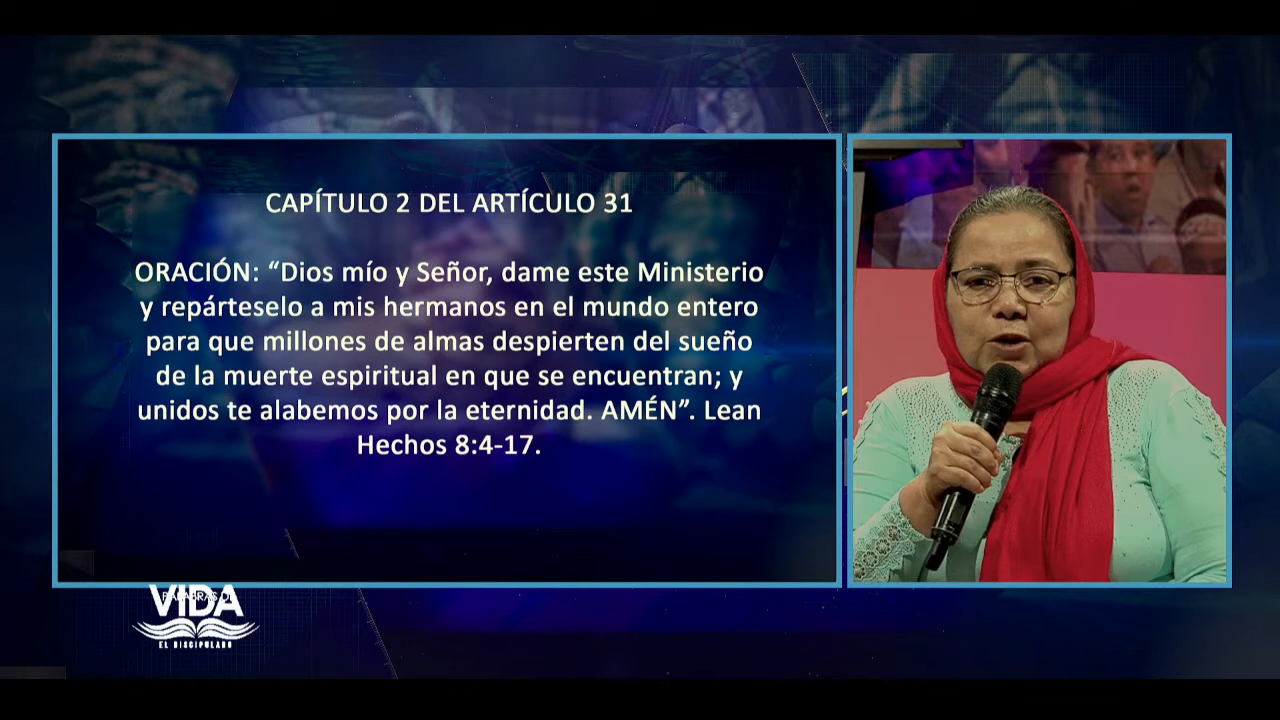 CAPÍTULO 2 DEL ARTÍCULO 31
ORACIÓN: “Dios mío y Señor, dame este Ministerio
y repárteselo a mis hermanos en el mundo entero
para que millones de almas despierten del sueño
de la muerte espiritual en que se encuentran; y
unidos te alabemos por la eternidad. AMÉN”. Lean
Hechos 8:4-17.
PALABRAS DE
VIDA
EL DISCIPULADO